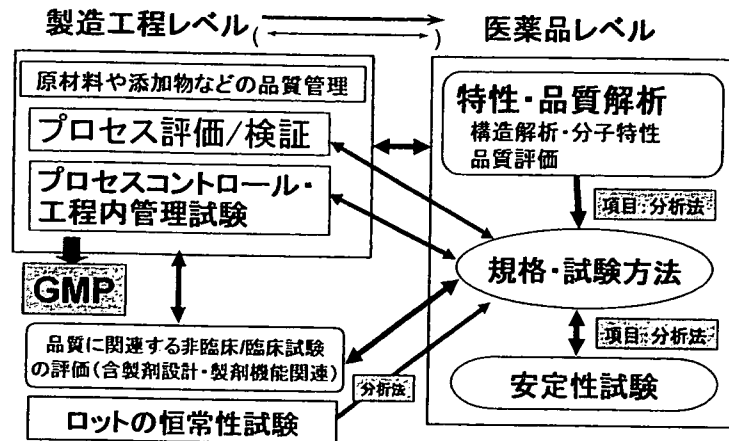 製造工程レベル
( )
医薬品レベル
原材料や添加物などの品質管理
プロセス評価/検証
プロセスコントロール・
工程内管理試験
GMP
品質に関連する非臨床/臨床試験
の評価(含製剤設計・製剤機能関連)
ロットの恒常性試験
分析法
特性・品質解析
構造解析・分子特性
品質評価
項目・分析法
規格・試験方法
項目・分析法
安定性試験